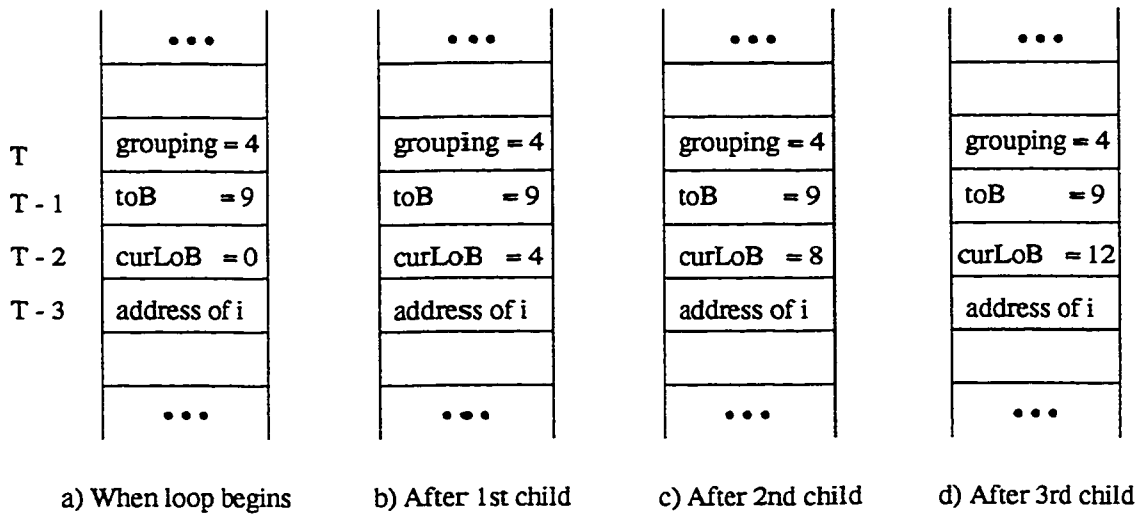 ••• ••• ••• •••
T grouping = 4 grouping = 4 grouping = 4 grouping = 4
T - 1 toB = 9 toB = 9 toB = 9 toB = 9
T - 2 curLoB = 0 curLoB = 4 curLoB = 8 curLoB = 12
T - 3 address of i address of i address of i address of i
••• ••• ••• •••
a) When loop begins b) After 1st child c) After 2nd child d) After 3rd child